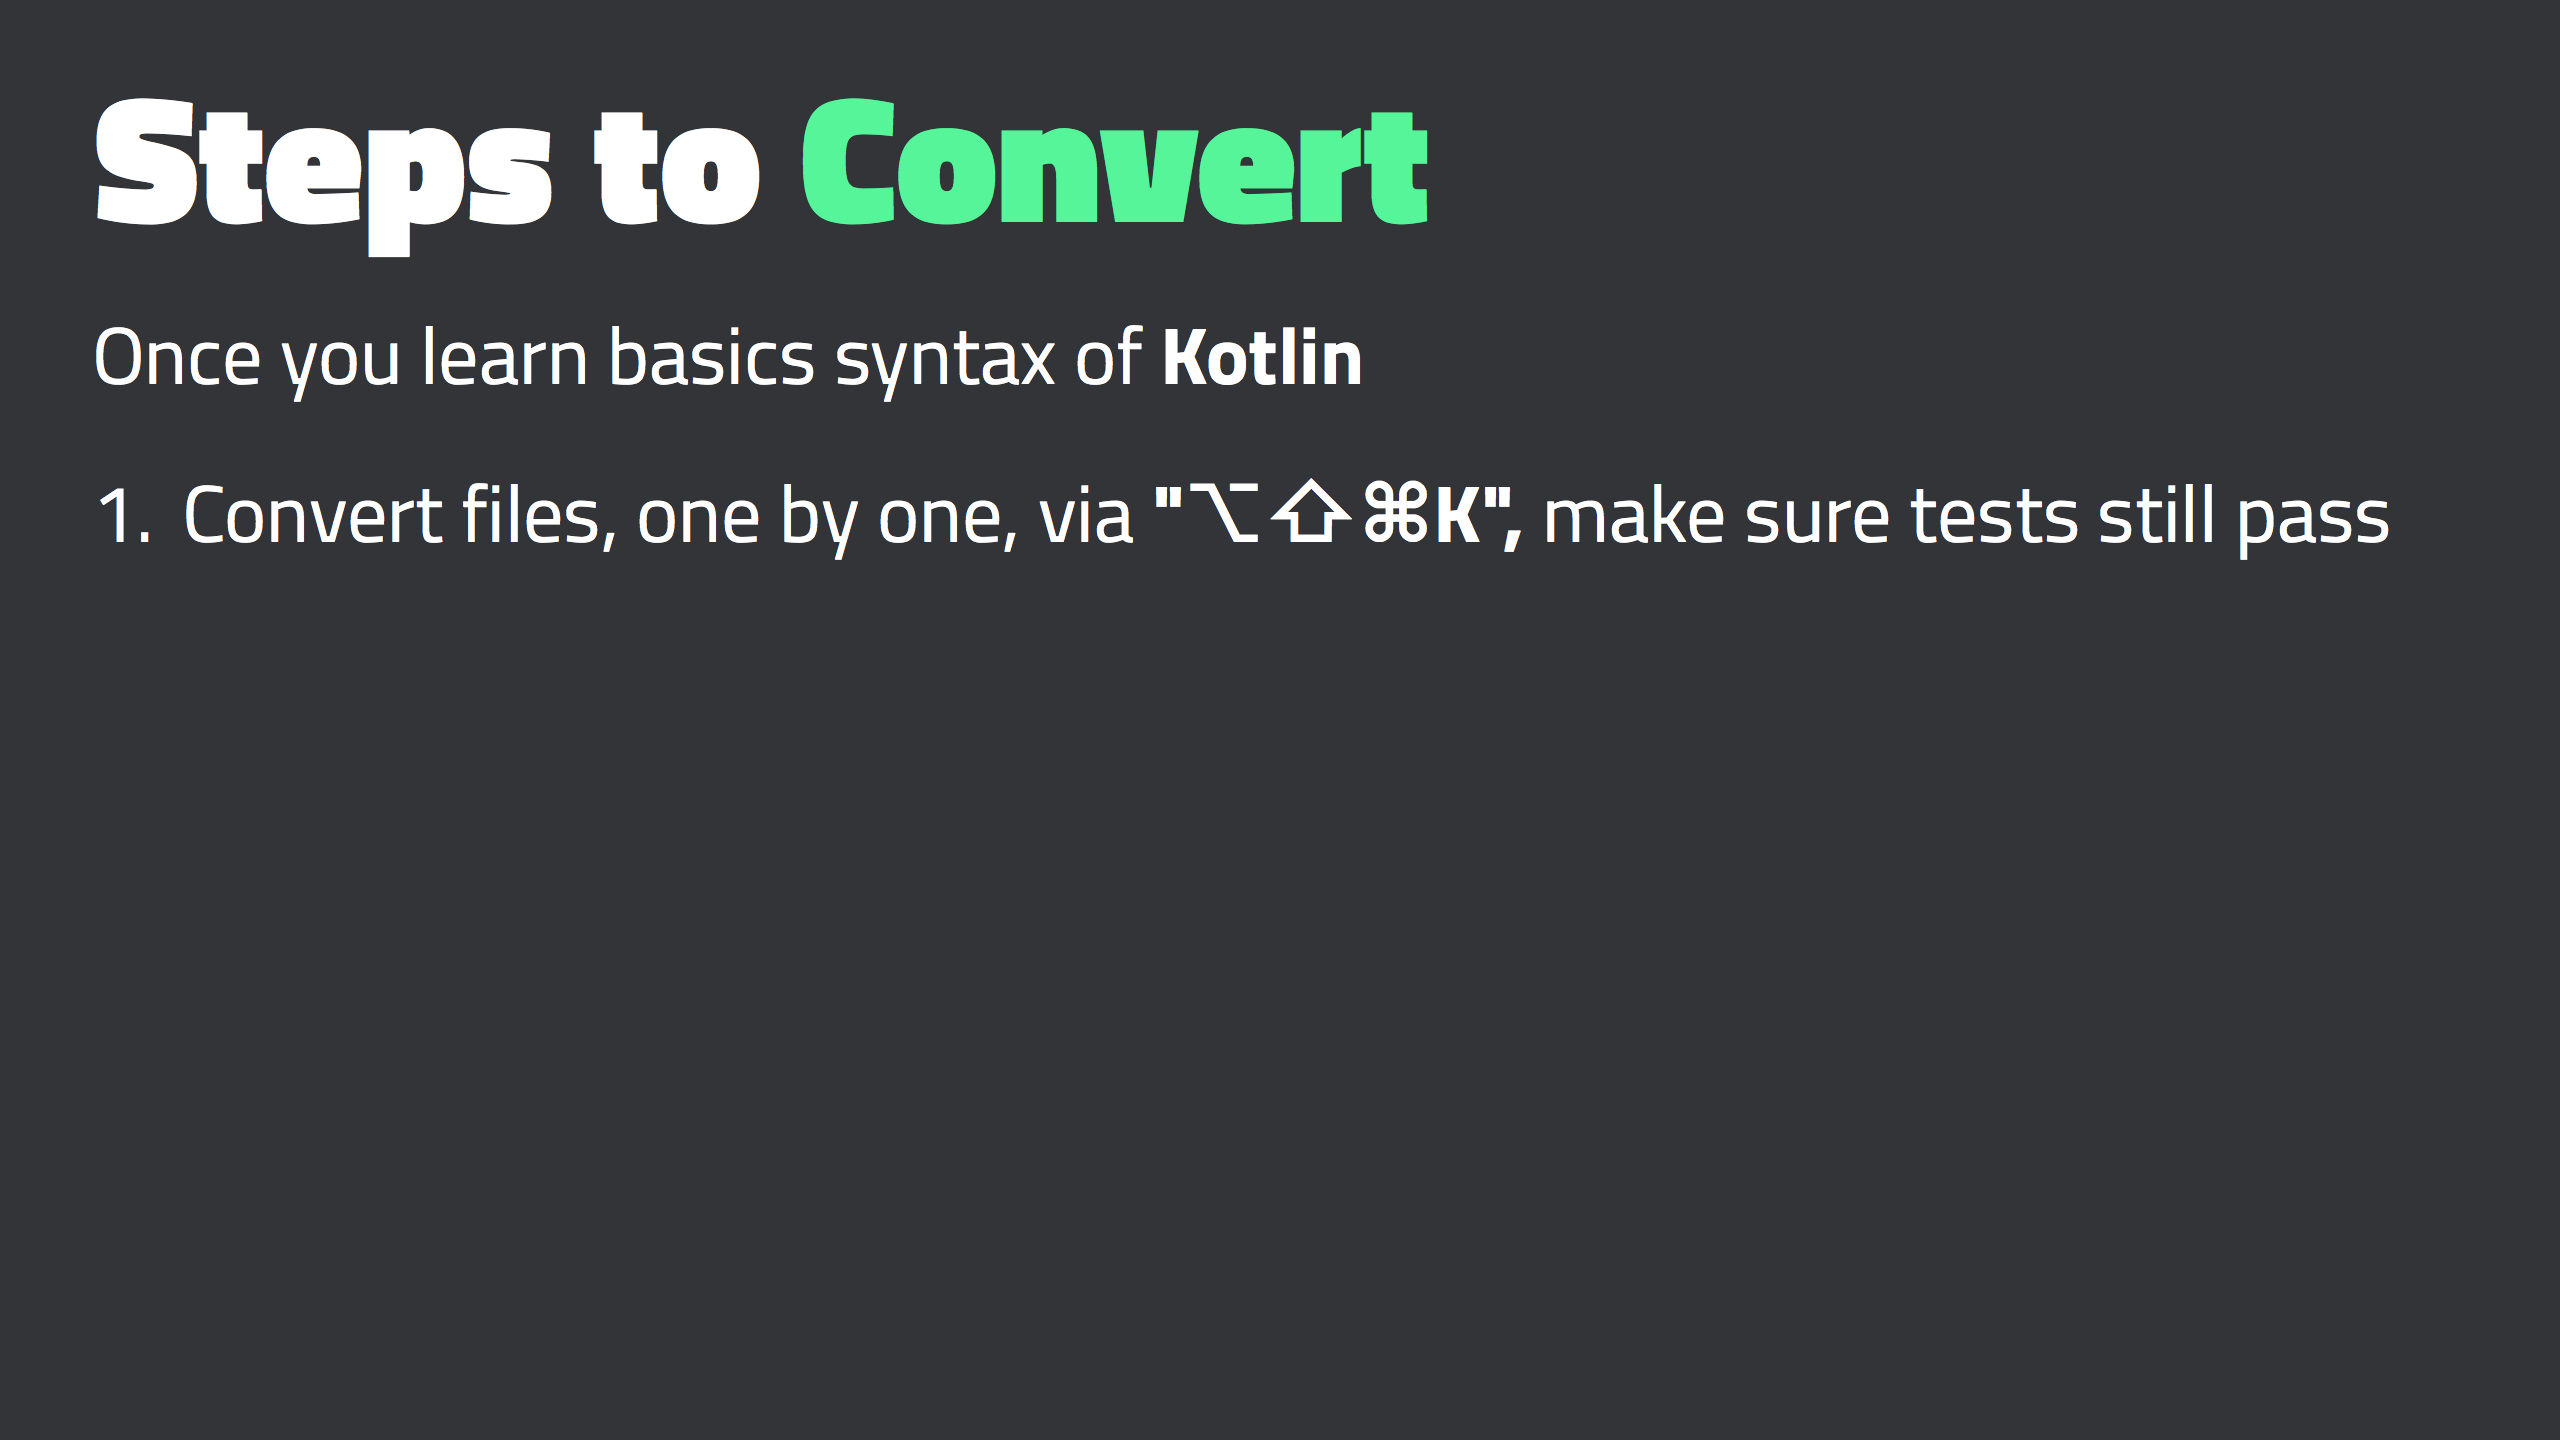 Steps to Convert
Once you learn basics syntax of Kotlin
1. Convert files, one by one, via "⌥⇧⌘K", make sure tests still pass